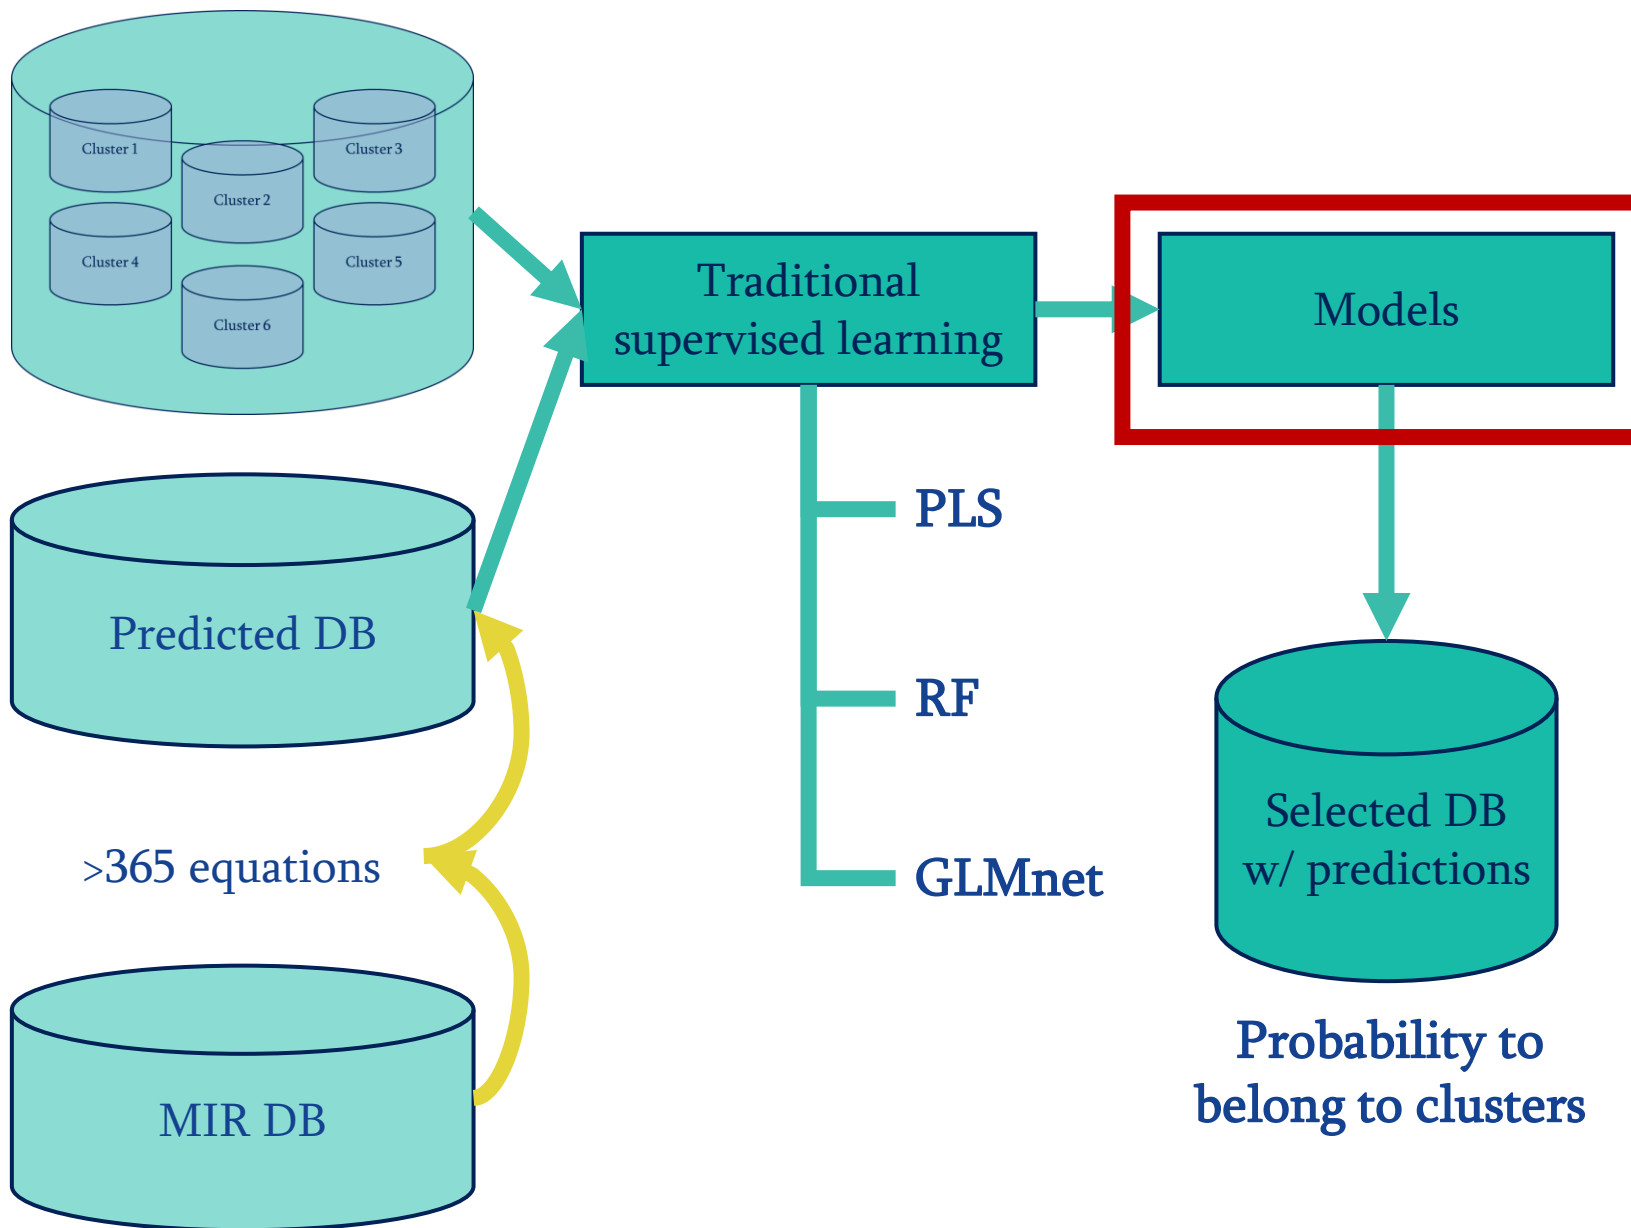 Cluster 1
Cluster 3
Cluster 2
Cluster 4
Cluster 5
Cluster 6
Traditional
supervised learning
Models
PLS
RF
GLMnet
Predicted DB
>365 equations
MIR DB
Selected DB
w/ predictions
Probability to
belong to clusters